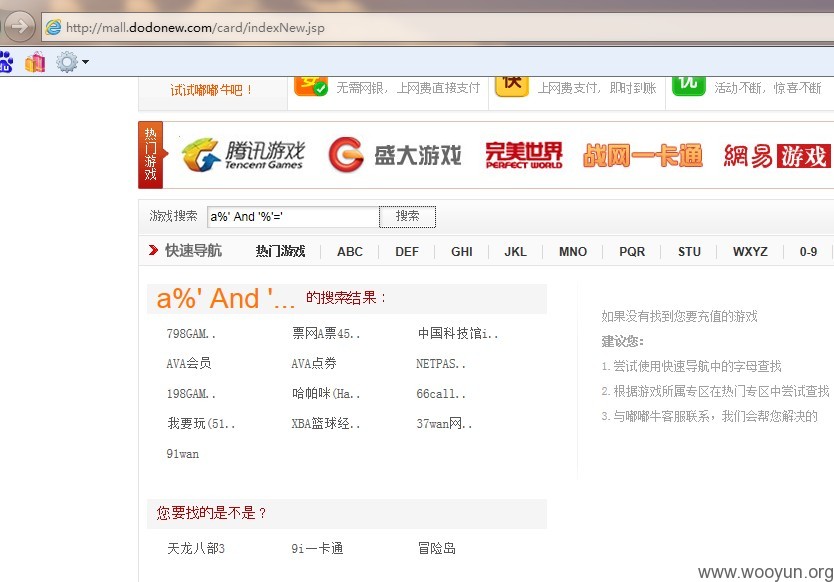 http://mall.dodonew.com/card/indexNew.jsp
试试嘟嘟牛吧！ 无需网银，上网费直接支付 快 上网费支付，即时到账 优 活动不断，惊喜不断
热门游戏
腾讯游戏 盛大游戏 完美世界 战网一卡通 網易游戏
Tencent Games PERFECT WORLD
游戏搜索 a%' And '%'=' 搜索
快速导航 热门游戏 ABC DEF GHI JKL MNO PQR STU WXYZ 0-9
a%' And '... 的搜索结果：
798GAM.. 票网A票45.. 中国科技馆i..
AVA会员 AVA点券 NETPAS..
198GAM.. 哈帕咪(Ha.. 66call..
我要玩(51.. XBA篮球经.. 37wan网..
91wan
如果没有找到您要充值的游戏
建议您:
1.尝试使用快速导航中的字母查找
2.根据游戏所属专区在热门专区中尝试查找
3.与嘟嘟牛客服联系，我们会帮您解决的
您要找的是不是？
天龙八部3 9i一卡通 冒险岛
www.wooyun.org